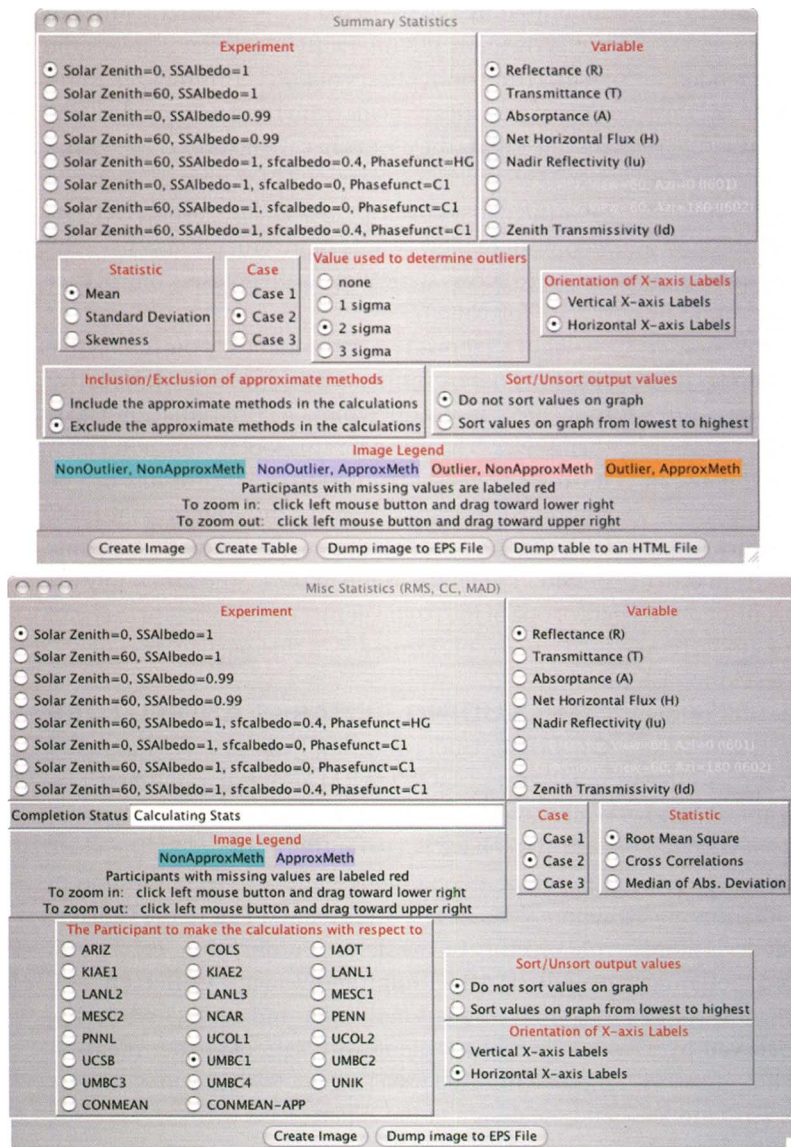 Summary Statistics
Experiment
Solar Zenith=0, SSAlbedo=1
Solar Zenith=60, SSAlbedo=1
Solar Zenith=0, SSAlbedo=0.99
Solar Zenith=60, SSAlbedo=0.99
Solar Zenith=60, SSAlbedo=1, sfcalbedo=0.4, Phasefunct=HG
Solar Zenith=0, SSAlbedo=1, sfcalbedo=0, Phasefunct=C1
Solar Zenith=60, SSAlbedo=1, sfcalbedo=0, Phasefunct=C1
Solar Zenith=60, SSAlbedo=1, sfcalbedo=0.4, Phasefunct=C1
Variable
Reflectance (R)
Transmittance (T)
Absorptance (A)
Net Horizontal Flux (H)
Nadir Reflectivity (Iu)
View=60, Azi=0 (I601)
View=60, Azi=180 (I602)
Zenith Transmissivity (Id)
Statistic
Mean
Standard Deviation
Skewness
Case
Case 1
Case 2
Case 3
Value used to determine outliers
none
1 sigma
2 sigma
3 sigma
Orientation of X-axis Labels
Vertical X-axis Labels
Horizontal X-axis Labels
Inclusion/Exclusion of approximate methods
Include the approximate methods in the calculations
Exclude the approximate methods in the calculations
Sort/Unsort output values
Do not sort values on graph
Sort values on graph from lowest to highest
Image Legend
NonOutlier, NonApproxMeth NonOutlier, ApproxMeth Outlier, NonApproxMeth Outlier, ApproxMeth
Participants with missing values are labeled red
To zoom in: click left mouse button and drag toward lower right
To zoom out: click left mouse button and drag toward upper right
Create Image Create Table Dump image to EPS File Dump table to an HTML File
Misc Statistics (RMS, CC, MAD)
Experiment
Solar Zenith=0, SSAlbedo=1
Solar Zenith=60, SSAlbedo=1
Solar Zenith=0, SSAlbedo=0.99
Solar Zenith=60, SSAlbedo=0.99
Solar Zenith=60, SSAlbedo=1, sfcalbedo=0.4, Phasefunct=HG
Solar Zenith=0, SSAlbedo=1, sfcalbedo=0, Phasefunct=C1
Solar Zenith=60, SSAlbedo=1, sfcalbedo=0, Phasefunct=C1
Solar Zenith=60, SSAlbedo=1, sfcalbedo=0.4, Phasefunct=C1
Variable
Reflectance (R)
Transmittance (T)
Absorptance (A)
Net Horizontal Flux (H)
Nadir Reflectivity (Iu)
View=60, Azi=0 (I601)
View=60, Azi=180 (I602)
Zenith Transmissivity (Id)
Completion Status Calculating Stats
Image Legend
NonApproxMeth ApproxMeth
Participants with missing values are labeled red
To zoom in: click left mouse button and drag toward lower right
To zoom out: click left mouse button and drag toward upper right
Case
Case 1
Case 2
Case 3
Statistic
Root Mean Square
Cross Correlations
Median of Abs. Deviation
The Participant to make the calculations with respect to
ARIZ COLS IAOT
KIAE1 KIAE2 LANL1
LANL2 LANL3 MESC1
MESC2 NCAR PENN
PNNL UCOL1 UCOL2
UCSB UMBC1 UMBC2
UMBC3 UMBC4 UNIK
CONMEAN CONMEAN-APP
Sort/Unsort output values
Do not sort values on graph
Sort values on graph from lowest to highest
Orientation of X-axis Labels
Vertical X-axis Labels
Horizontal X-axis Labels
Create Image Dump image to EPS File